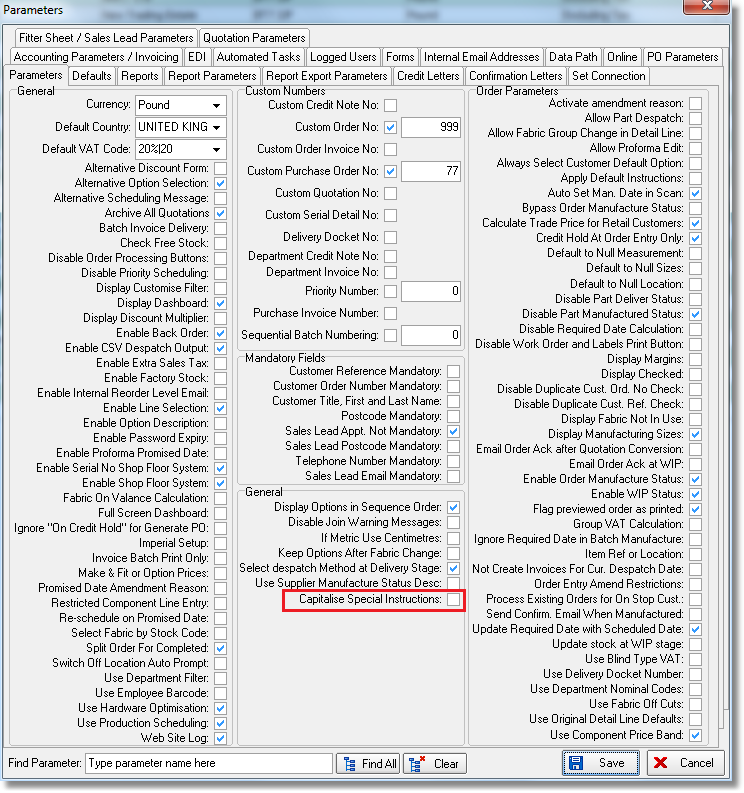 Parameters
Fitter Sheet / Sales Lead Parameters
Quotation Parameters
Accounting Parameters / Invoicing
EDI
Automated Tasks
Logged Users
Forms
Internal Email Addresses
Data Path
Online
PO Parameters
Parameters
Defaults
Reports
Report Parameters
Report Export Parameters
Credit Letters
Confirmation Letters
Set Connection
General
Currency: Pound
Default Country: UNITED KING
Default VAT Code: 20%|20
Alternative Discount Form:
Alternative Option Selection:
Alternative Scheduling Message:
Archive All Quotations
Batch Invoice Delivery:
Check Free Stock:
Disable Order Processing Buttons:
Disable Priority Scheduling:
Display Customise Filter:
Display Dashboard:
Display Discount Multiplier:
Enable Back Order:
Enable CSV Despatch Output:
Enable Extra Sales Tax:
Enable Factory Stock:
Enable Internal Reorder Level Email:
Enable Line Selection:
Enable Option Description:
Enable Password Expiry:
Enable Proforma Promised Date:
Enable Serial No Shop Floor System:
Enable Shop Floor System:
Fabric On Valance Calculation:
Full Screen Dashboard:
Ignore "On Credit Hold" for Generate PO:
Imperial Setup:
Invoice Batch Print Only:
Make & Fit or Option Prices:
Promised Date Amendment Reason:
Restricted Component Line Entry:
Re-schedule on Promised Date:
Select Fabric by Stock Code:
Split Order For Completed:
Switch Off Location Auto Prompt:
Use Department Filter:
Use Employee Barcode:
Use Hardware Optimisation:
Use Production Scheduling:
Web Site Log:
Custom Numbers
Custom Credit Note No:
Custom Order No: 999
Custom Order Invoice No:
Custom Purchase Order No: 77
Custom Quotation No:
Custom Serial Detail No:
Delivery Docket No:
Department Credit Note No:
Department Invoice No:
Priority Number: 0
Purchase Invoice Number:
Sequential Batch Numbering: 0
Mandatory Fields
Customer Reference Mandatory:
Customer Order Number Mandatory:
Customer Title, First and Last Name:
Postcode Mandatory:
Sales Lead Appt. Not Mandatory:
Sales Lead Postcode Mandatory:
Telephone Number Mandatory:
Sales Lead Email Mandatory:
General
Display Options in Sequence Order:
Disable Join Warning Messages:
If Metric Use Centimetres:
Keep Options After Fabric Change:
Select despatch Method at Delivery Stage:
Use Supplier Manufacture Status Desc:
Capitalise Special Instructions:
Order Parameters
Activate amendment reason:
Allow Part Despatch:
Allow Fabric Group Change in Detail Line:
Allow Proforma Edit:
Always Select Customer Default Option:
Apply Default Instructions:
Auto Set Man. Date in Scan:
Bypass Order Manufacture Status:
Calculate Trade Price for Retail Customers:
Credit Hold At Order Entry Only:
Default to Null Measurement:
Default to Null Sizes:
Default to Null Location:
Disable Part Deliver Status:
Disable Part Manufactured Status:
Disable Required Date Calculation:
Disable Work Order and Labels Print Button:
Display Margins:
Display Checked:
Disable Duplicate Cust. Ord. No Check:
Disable Duplicate Cust. Ref. Check:
Display Fabric Not In Use:
Display Manufacturing Sizes:
Email Order Ack after Quotation Conversion:
Email Order Ack at WIP:
Enable Order Manufacture Status:
Enable WIP Status:
Flag previewed order as printed:
Group VAT Calculation:
Ignore Required Date in Batch Manufacture:
Item Ref or Location:
Not Create Invoices For Cur. Despatch Date:
Order Entry Amend Restrictions:
Process Existing Orders for On Stop Cust.:
Send Confirm. Email When Manufactured:
Update Required Date with Scheduled Date:
Update stock at WIP stage:
Use Blind Type VAT:
Use Delivery Docket Number:
Use Department Nominal Codes:
Use Fabric Off Cuts:
Use Original Detail Line Defaults:
Use Component Price Band:
Find Parameter: Type parameter name here
Find All
Clear
Save
Cancel